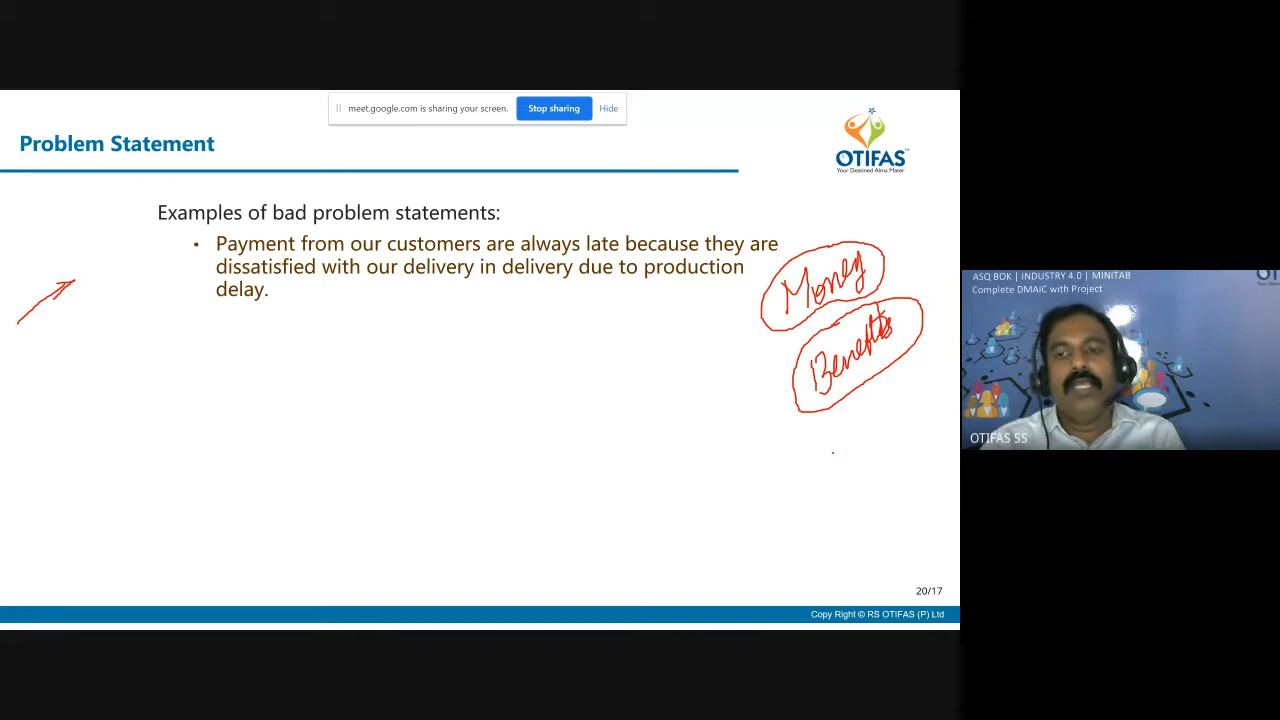 meet.google.com is sharing your screen. Stop sharing Hide
Problem Statement
OTIFAS
Your Destined Alma Mater
Examples of bad problem statements:
• Payment from our customers are always late because they are
dissatisfied with our delivery in delivery due to production
delay.
Money
Benefits
ASQ BOK | INDUSTRY 4.0 | MINITAB
Complete DMAIC with Project
OTIFAS SS
20/17
Copy Right © RS OTIFAS (P) Ltd